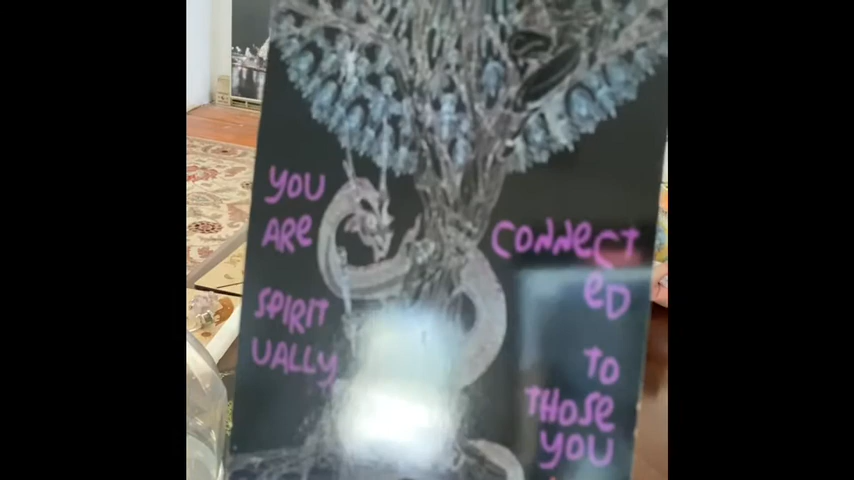 YOU
ARE
SPIRIT
UALLY
CONNECT
ED
TO
THOSE
YOU